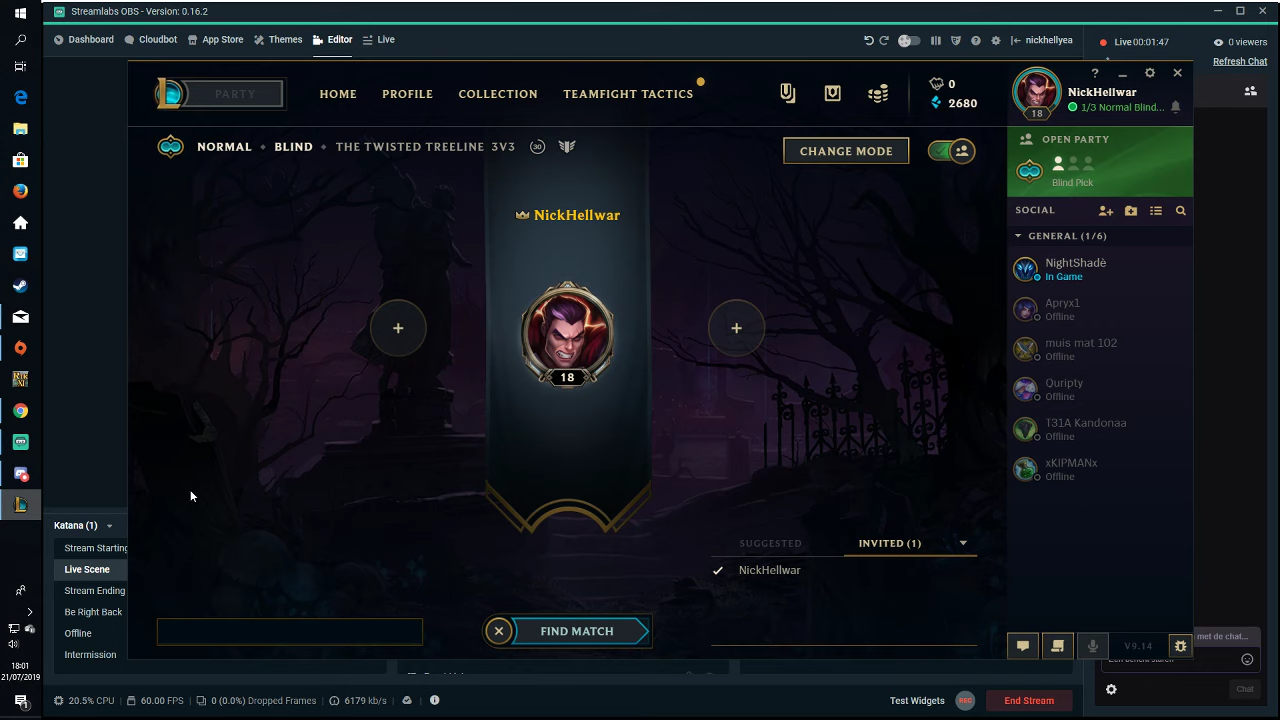 Streamlabs OBS - Version: 0.16.2
Dashboard Cloudbot App Store Themes Editor Live
nickhellyea
Live 00:01:47 0 viewers
Refresh Chat
PARTY
HOME PROFILE COLLECTION TEAMFIGHT TACTICS
0
2680
?
NickHellwar
18
1/3 Normal Blind...
NORMAL BLIND THE TWISTED TREELINE 3V3 30
CHANGE MODE
OPEN PARTY
Blind Pick
NickHellwar
18
SOCIAL
GENERAL (1/6)
NightShadè
In Game
Apryx1
Offline
muis mat 102
Offline
Quripty
Offline
T31A Kandonaa
Offline
xKIPMANx
Offline
Katana (1)
Stream Starting
Live Scene
Stream Ending
Be Right Back
Offline
Intermission
SUGGESTED INVITED (1)
NickHellwar
FIND MATCH
V9.14
met de chat...
Chat
18:01
21/07/2019
20.5% CPU 60.00 FPS 0 (0.0%) Dropped Frames 6179 kb/s
Test Widgets REC End Stream